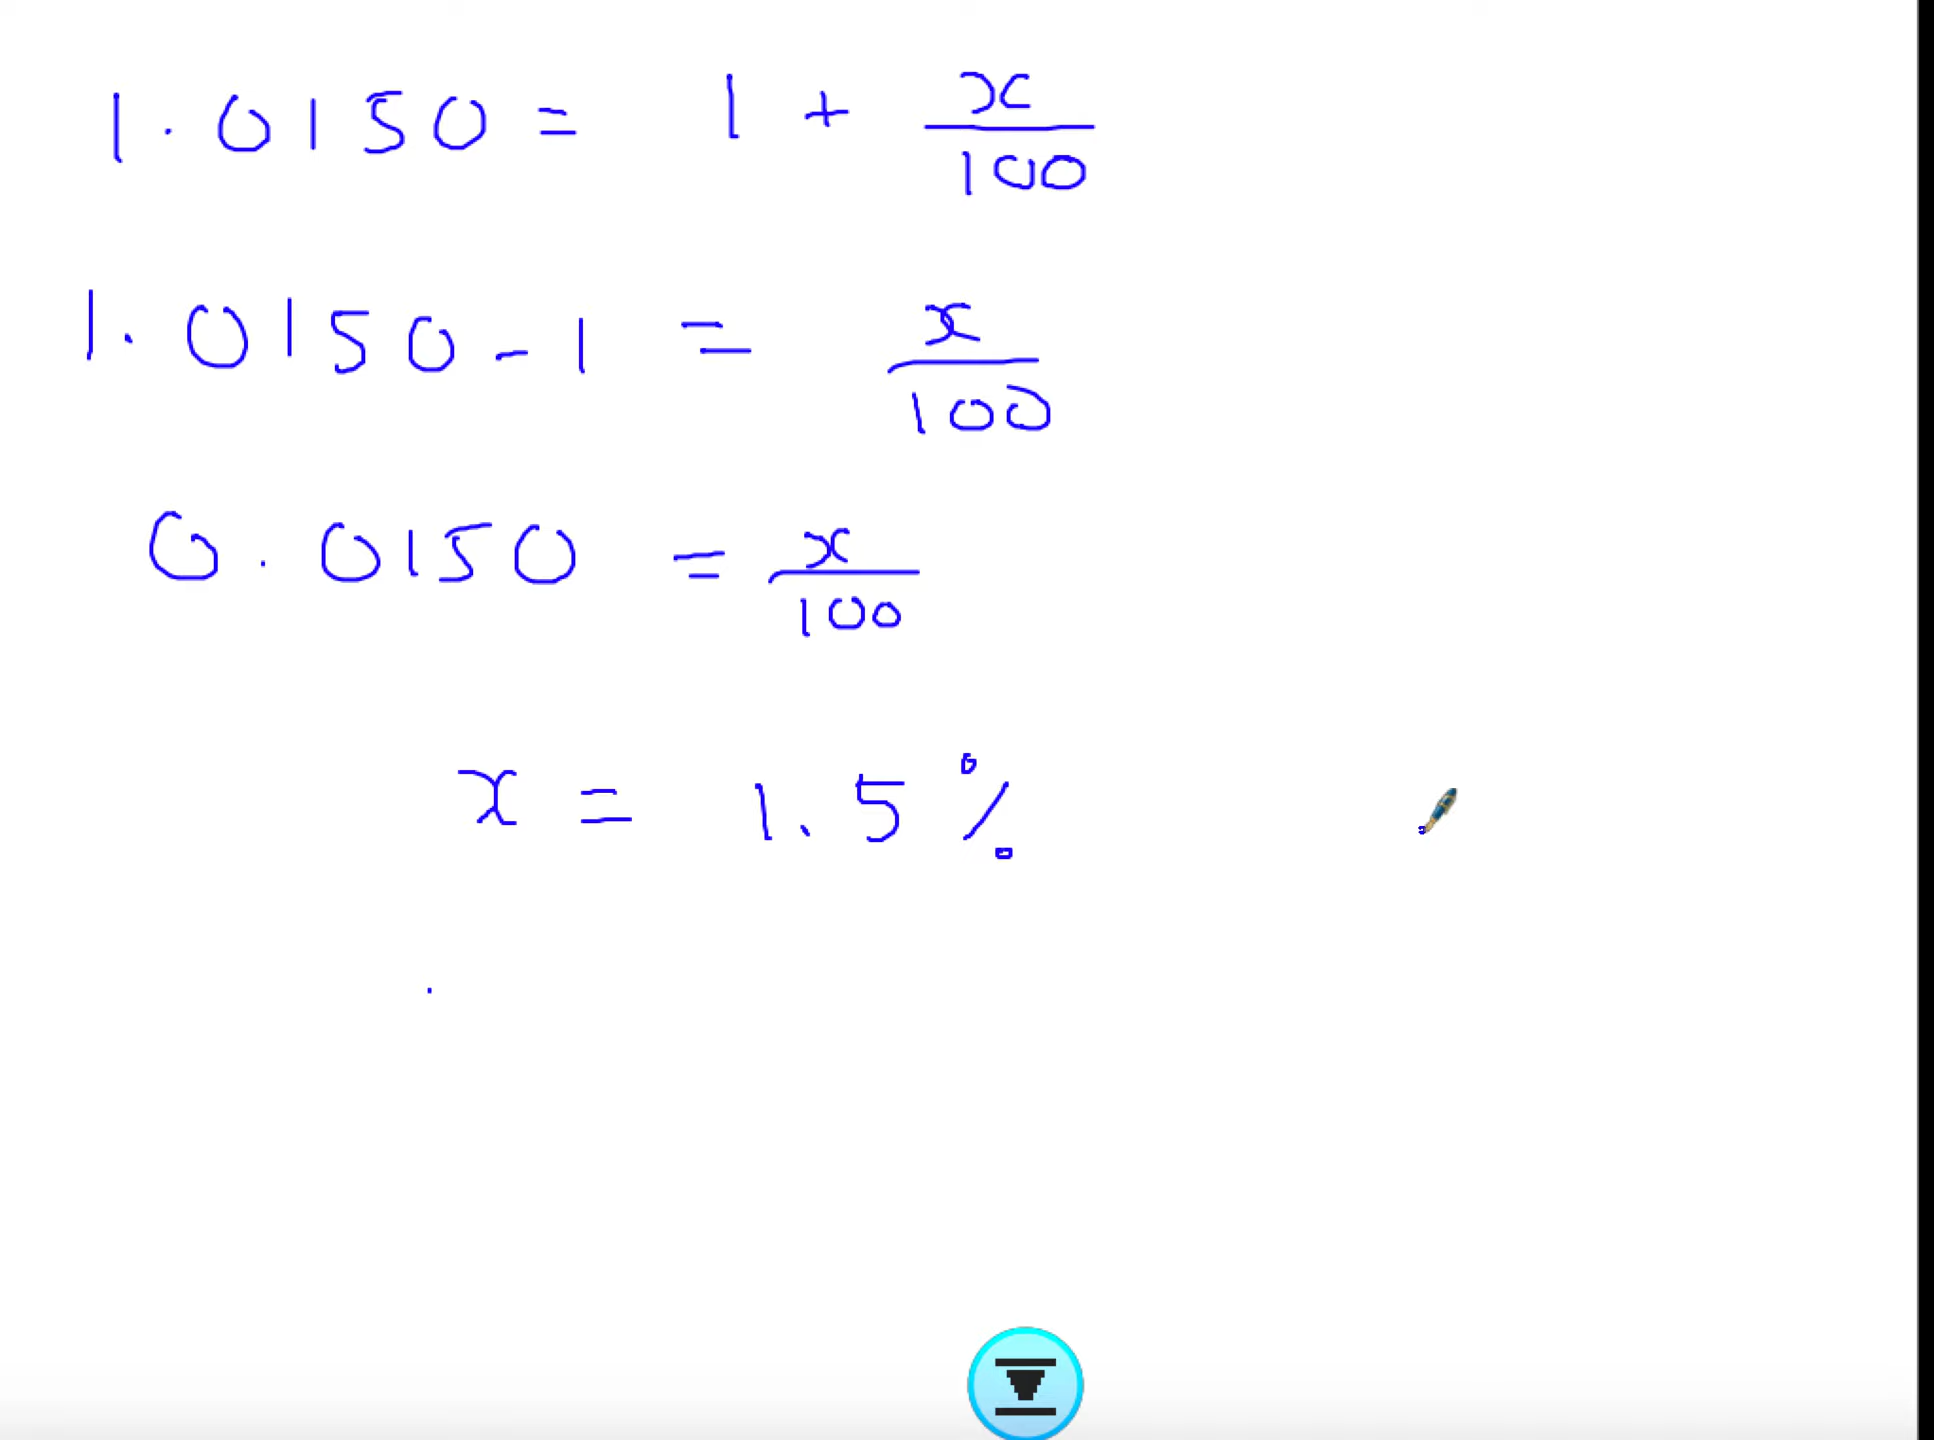 1.0150 = 1 + x/100
1.0150 - 1 = x/100
0.0150 = x/100
x = 1.5%